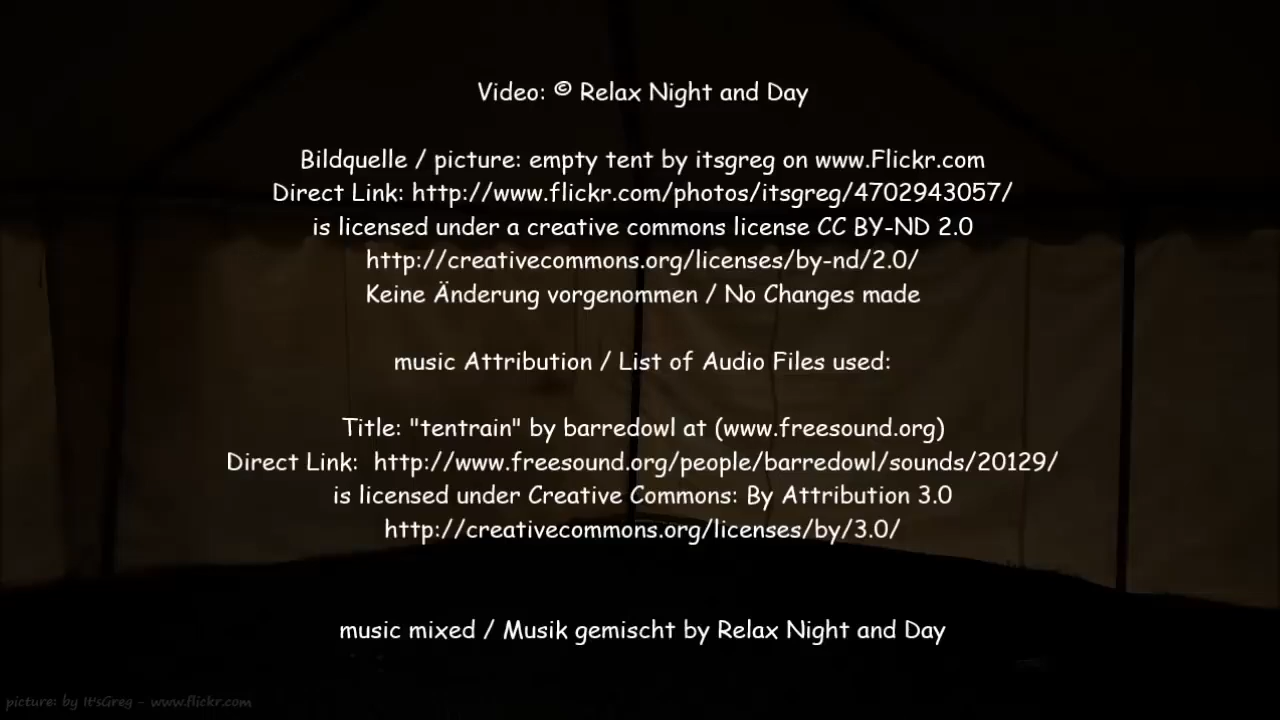 Video: © Relax Night and Day
Bildquelle / picture: empty tent by itsgreg on www.Flickr.com
Direct Link: http://www.flickr.com/photos/itsgreg/4702943057/
is licensed under a creative commons license CC BY-ND 2.0
http://creativecommons.org/licenses/by-nd/2.0/
Keine Änderung vorgenommen / No Changes made
music Attribution / List of Audio Files used:
Title: "tentrain" by barredowl at (www.freesound.org)
Direct Link:  http://www.freesound.org/people/barredowl/sounds/20129/
is licensed under Creative Commons: By Attribution 3.0
http://creativecommons.org/licenses/by/3.0/
music mixed / Musik gemischt by Relax Night and Day
picture: by It'sGreg - www.flickr.com